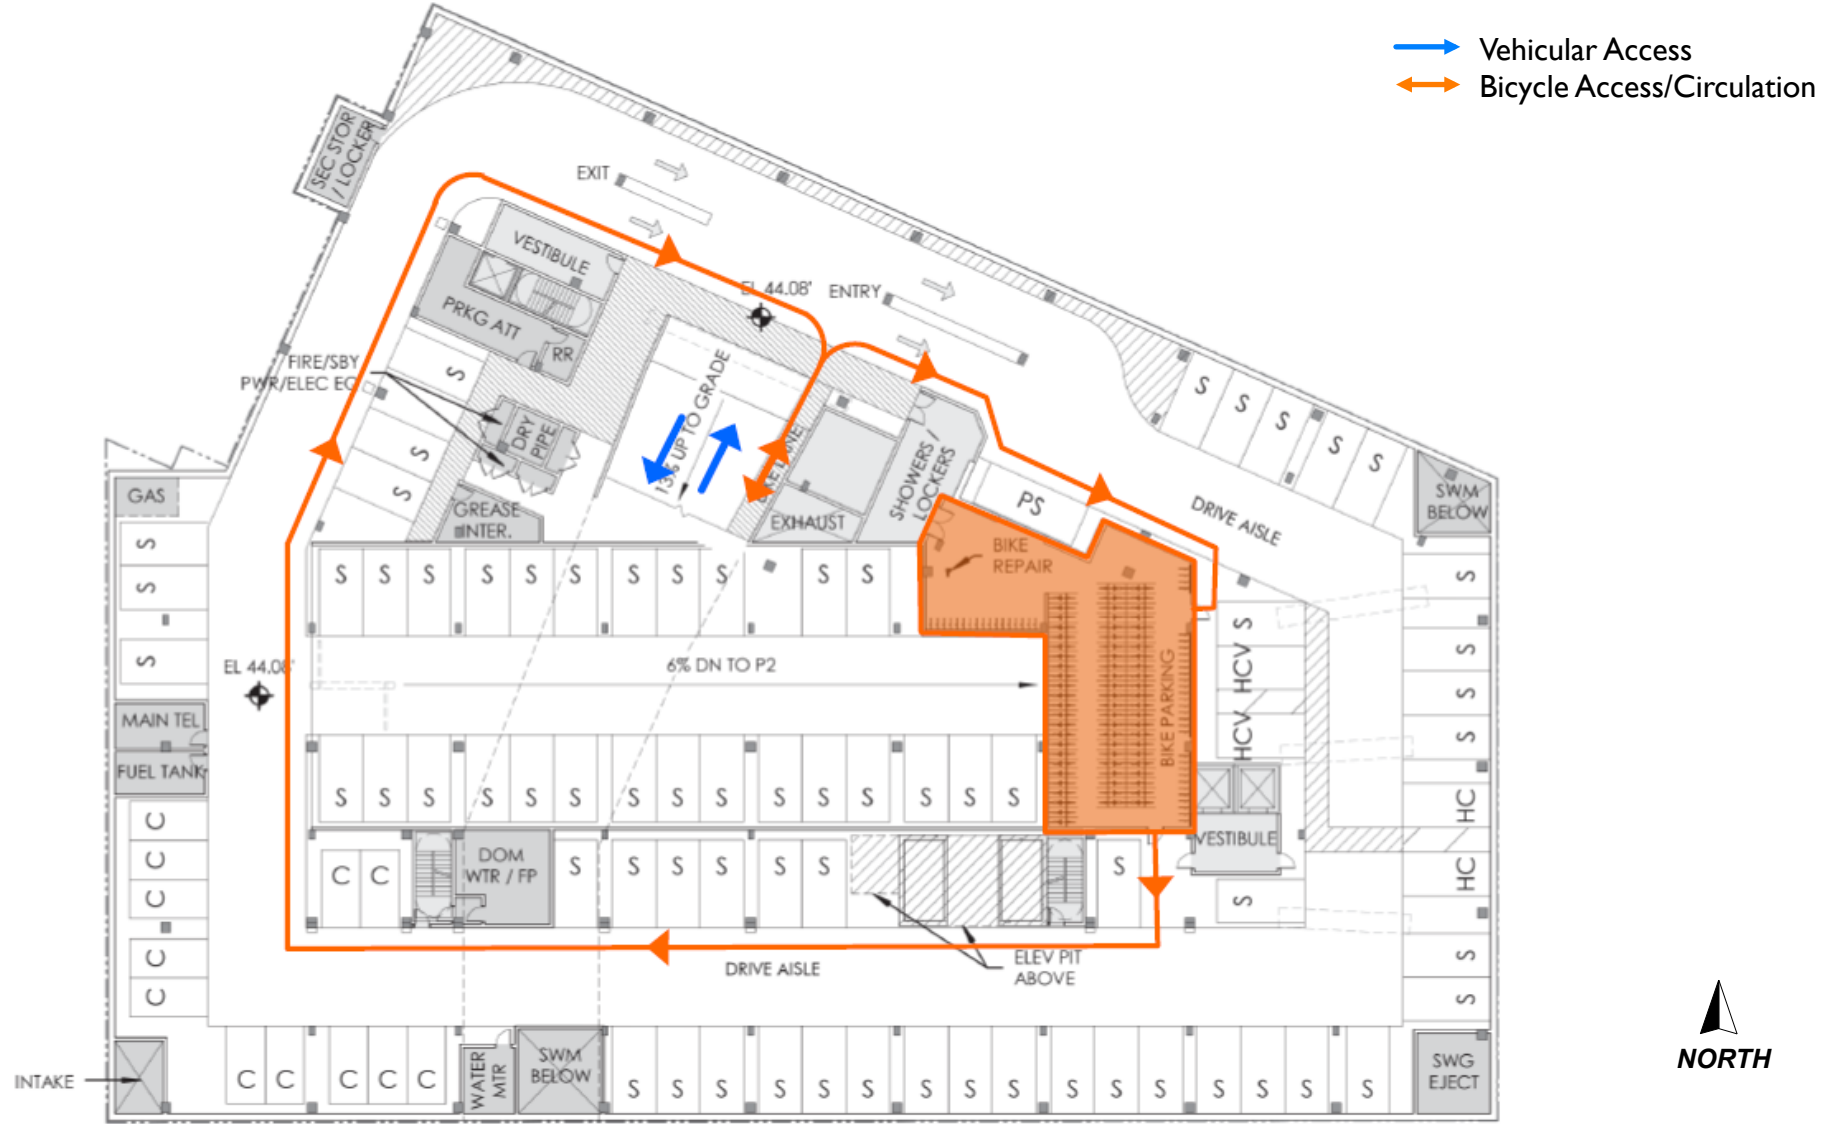 Vehicular Access
Bicycle Access/Circulation
SEC STOR
/ LOCKER
EXIT
VESTIBULE
EL 44.08'
ENTRY
PRKG ATT
RR
FIRE/SBY
PWR/ELEC EQ
S
S
S
DRY
PIPE
13% UP TO GRADE
SHOWERS /
LOCKERS
S
S
S
S
S
GAS
GREASE
INTER.
EXHAUST
PS
DRIVE AISLE
SWM
BELOW
S
S
S
BIKE
REPAIR
S S S S S S S S S S S
S
S
S
S
S
HC
HC
S
S
S
HCV
HCV
EL 44.08'
6% DN TO P2
BIKE PARKING
MAIN TEL
FUEL TANK
S S S S S S S S S S S S S S S
C
C
C
C
C
C C
DOM
WTR / FP
S S S S S S
S
VESTIBULE
S
ELEV PIT
ABOVE
DRIVE AISLE
INTAKE
C C C C C
WATER
MTR
SWM
BELOW
S S S S S S S S S S S S S S S S S
SWG
EJECT
NORTH